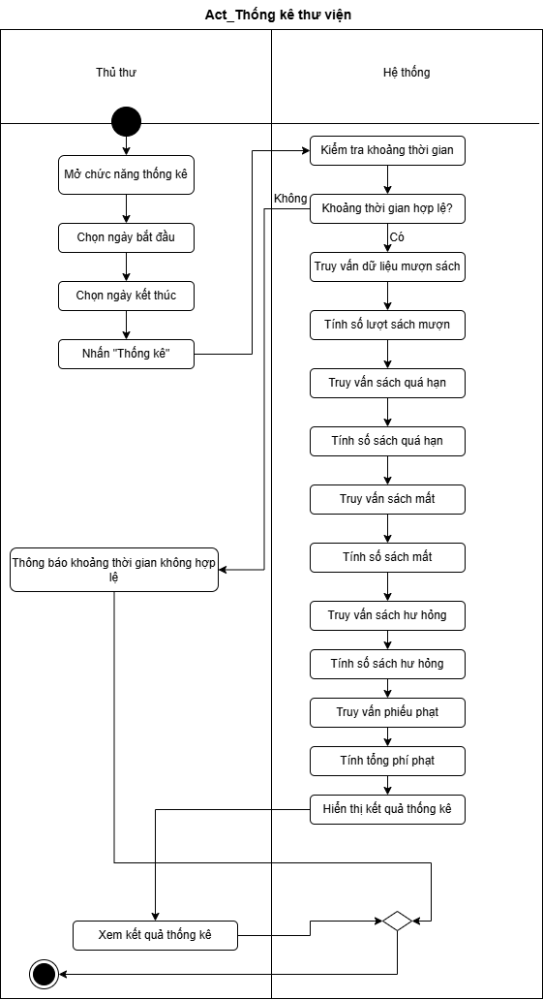 Act_Thống kê thư viện
Thủ thư
Hệ thống
Mở chức năng thống kê
Chọn ngày bắt đầu
Chọn ngày kết thúc
Nhấn "Thống kê"
Kiểm tra khoảng thời gian
Không
Khoảng thời gian hợp lệ?
Có
Truy vấn dữ liệu mượn sách
Tính số lượt sách mượn
Truy vấn sách quá hạn
Tính số sách quá hạn
Truy vấn sách mất
Tính số sách mất
Thông báo khoảng thời gian không hợp
lệ
Truy vấn sách hư hỏng
Tính số sách hư hỏng
Truy vấn phiếu phạt
Tính tổng phí phạt
Hiển thị kết quả thống kê
Xem kết quả thống kê